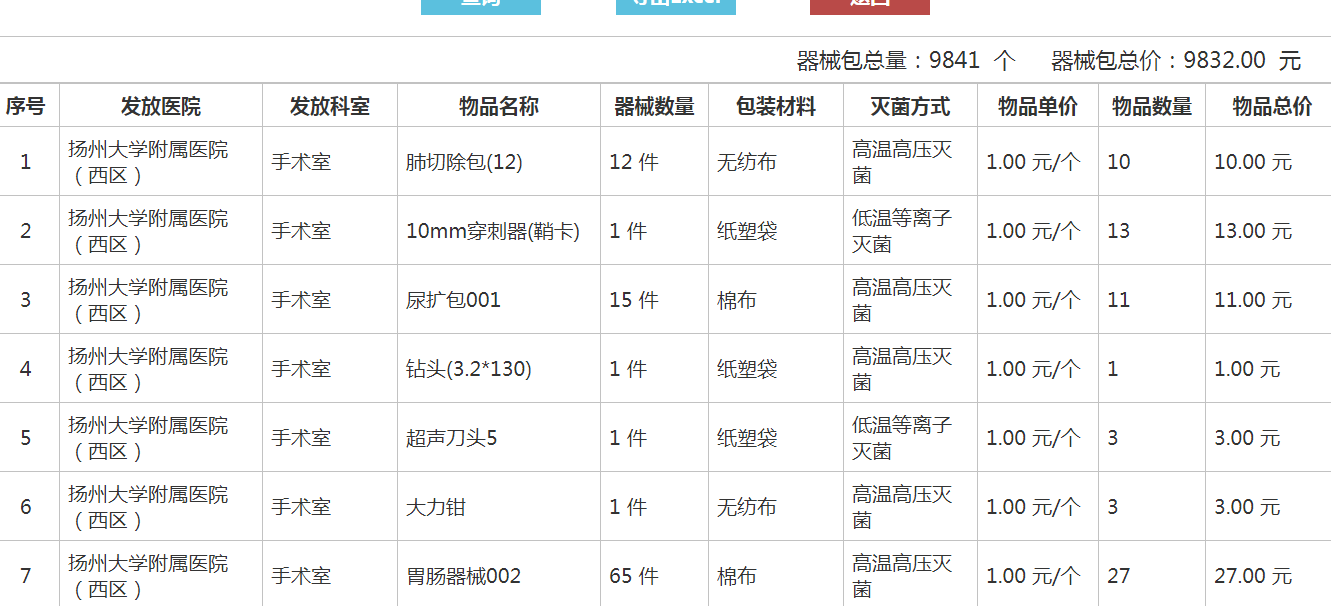 查询 导出Excel 返回
器械包总量：9841 个 器械包总价：9832.00 元
序号 发放医院 发放科室 物品名称 器械数量 包装材料 灭菌方式 物品单价 物品数量 物品总价
1 扬州大学附属医院（西区） 手术室 肺切除包(12) 12 件 无纺布 高温高压灭菌 1.00 元/个 10 10.00 元
2 扬州大学附属医院（西区） 手术室 10mm穿刺器(鞘卡) 1 件 纸塑袋 低温等离子灭菌 1.00 元/个 13 13.00 元
3 扬州大学附属医院（西区） 手术室 尿扩包001 15 件 棉布 高温高压灭菌 1.00 元/个 11 11.00 元
4 扬州大学附属医院（西区） 手术室 钻头(3.2*130) 1 件 纸塑袋 高温高压灭菌 1.00 元/个 1 1.00 元
5 扬州大学附属医院（西区） 手术室 超声刀头5 1 件 纸塑袋 低温等离子灭菌 1.00 元/个 3 3.00 元
6 扬州大学附属医院（西区） 手术室 大力钳 1 件 无纺布 高温高压灭菌 1.00 元/个 3 3.00 元
7 扬州大学附属医院（西区） 手术室 胃肠器械002 65 件 棉布 高温高压灭菌 1.00 元/个 27 27.00 元